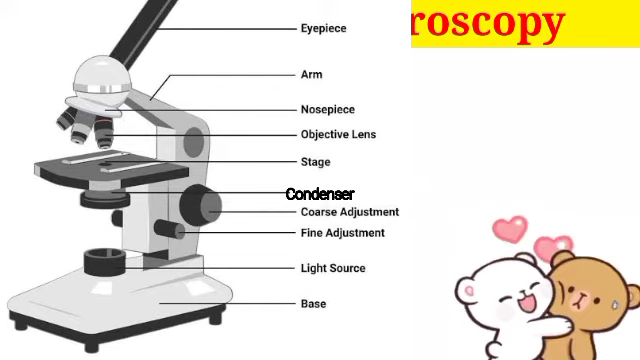 roscopy
Eyepiece
Arm
Nosepiece
Objective Lens
Stage
Condenser
Coarse Adjustment
Fine Adjustment
Light Source
Base